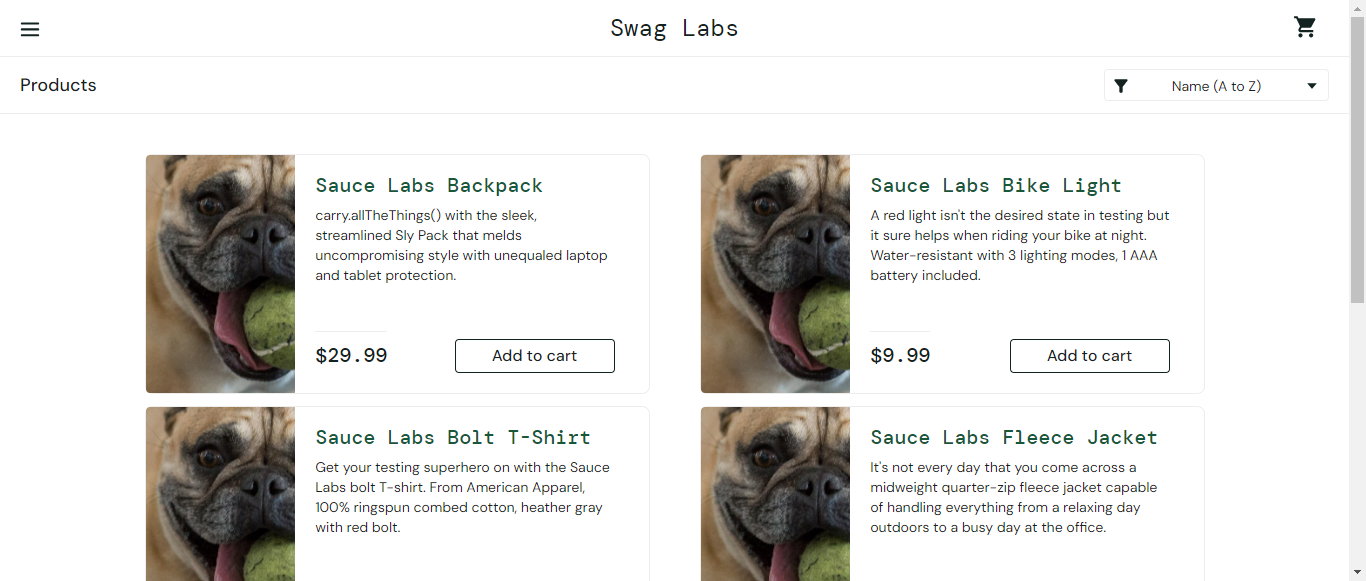 Swag Labs
Products
Name (A to Z)
Sauce Labs Backpack
carry.allTheThings() with the sleek,
streamlined Sly Pack that melds
uncompromising style with unequaled laptop
and tablet protection.
$29.99
Add to cart
Sauce Labs Bike Light
A red light isn't the desired state in testing but
it sure helps when riding your bike at night.
Water-resistant with 3 lighting modes, 1 AAA
battery included.
$9.99
Add to cart
Sauce Labs Bolt T-Shirt
Get your testing superhero on with the Sauce
Labs bolt T-shirt. From American Apparel,
100% ringspun combed cotton, heather gray
with red bolt.
Sauce Labs Fleece Jacket
It's not every day that you come across a
midweight quarter-zip fleece jacket capable
of handling everything from a relaxing day
outdoors to a busy day at the office.